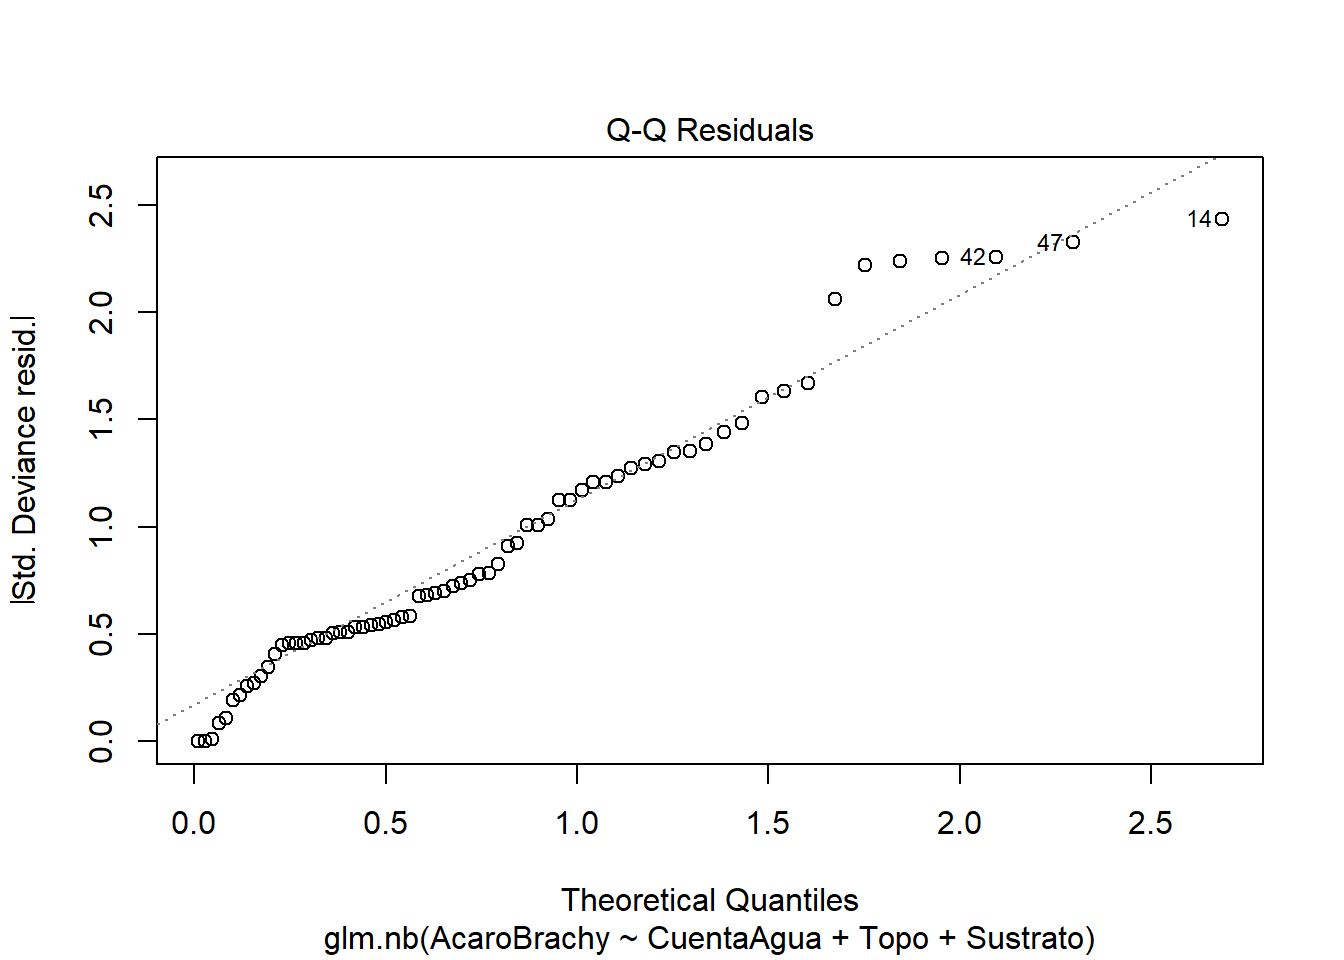 Q-Q Residuals
|Std. Deviance resid.|
2.5
2.0
1.5
1.0
0.5
0.0
14
47
42
0.0 0.5 1.0 1.5 2.0 2.5
Theoretical Quantiles
glm.nb(AcaroBrachy ~ CuentaAgua + Topo + Sustrato)